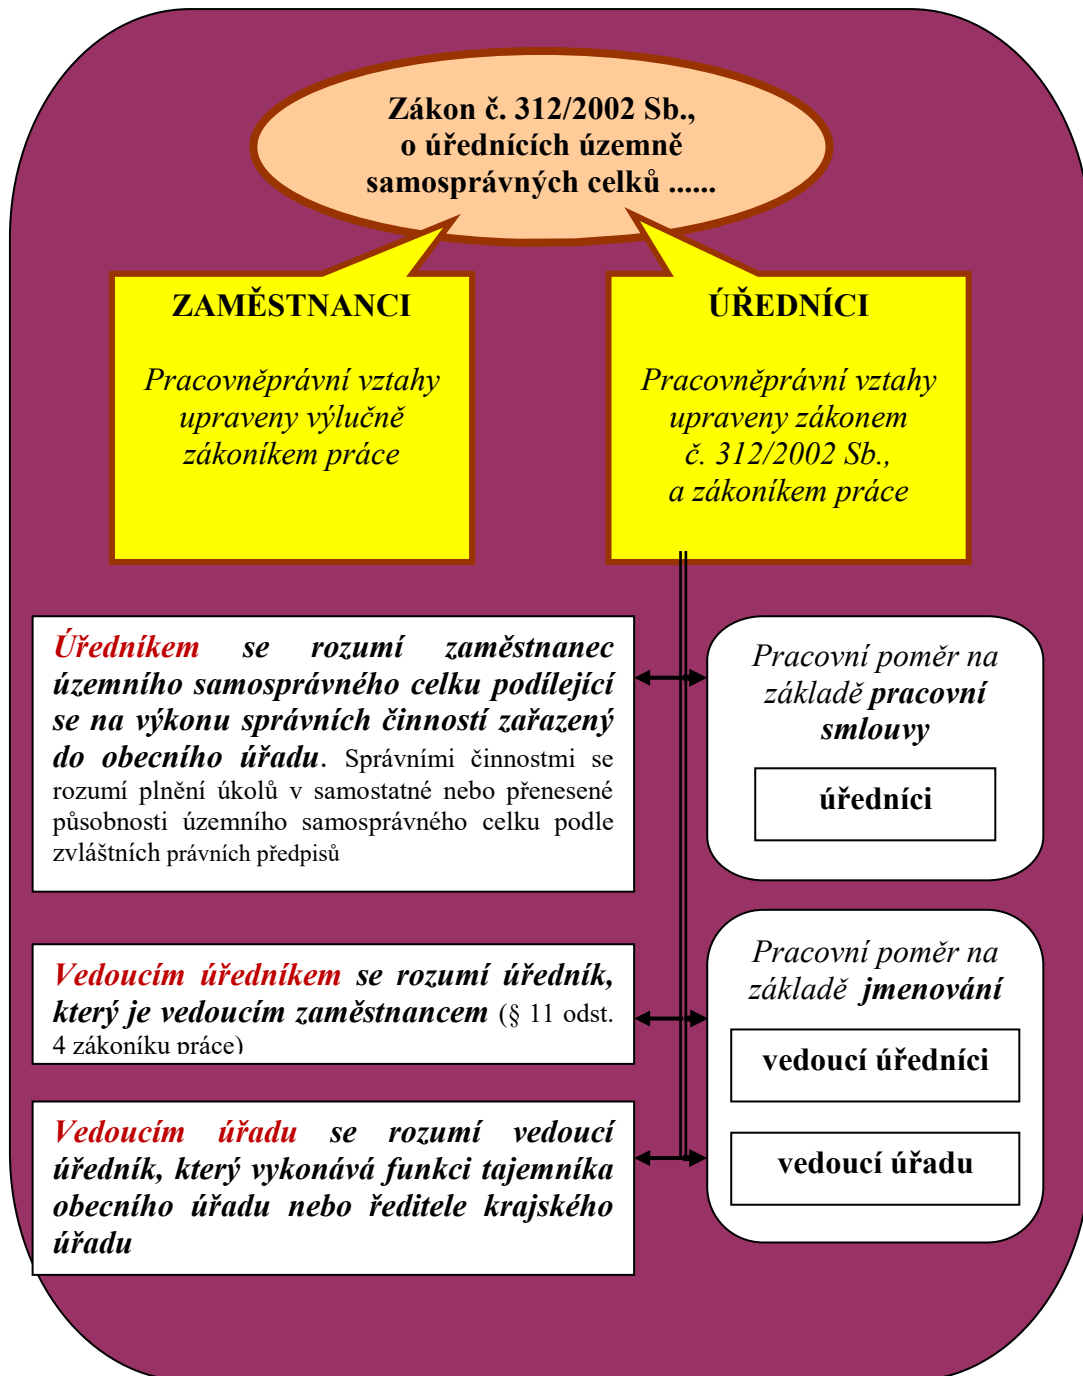 Zákon č. 312/2002 Sb.,
o úřednících územně
samosprávných celků ......
ZAMĚSTNANCI
Pracovněprávní vztahy
upraveny výlučně
zákoníkem práce
ÚŘEDNÍCI
Pracovněprávní vztahy
upraveny zákonem
č. 312/2002 Sb.,
a zákoníkem práce
Úředníkem se rozumí zaměstnanec
územního samosprávného celku podílející
se na výkonu správních činností zařazený
do obecního úřadu. Správními činnostmi se
rozumí plnění úkolů v samostatné nebo přenesené
působnosti územního samosprávného celku podle
zvláštních právních předpisů
Pracovní poměr na
základě pracovní
smlouvy
úředníci
Vedoucím úředníkem se rozumí úředník,
který je vedoucím zaměstnancem (§ 11 odst.
4 zákoníku práce)
Pracovní poměr na
základě jmenování
vedoucí úředníci
vedoucí úřadu
Vedoucím úřadu se rozumí vedoucí
úředník, který vykonává funkci tajemníka
obecního úřadu nebo ředitele krajského
úřadu